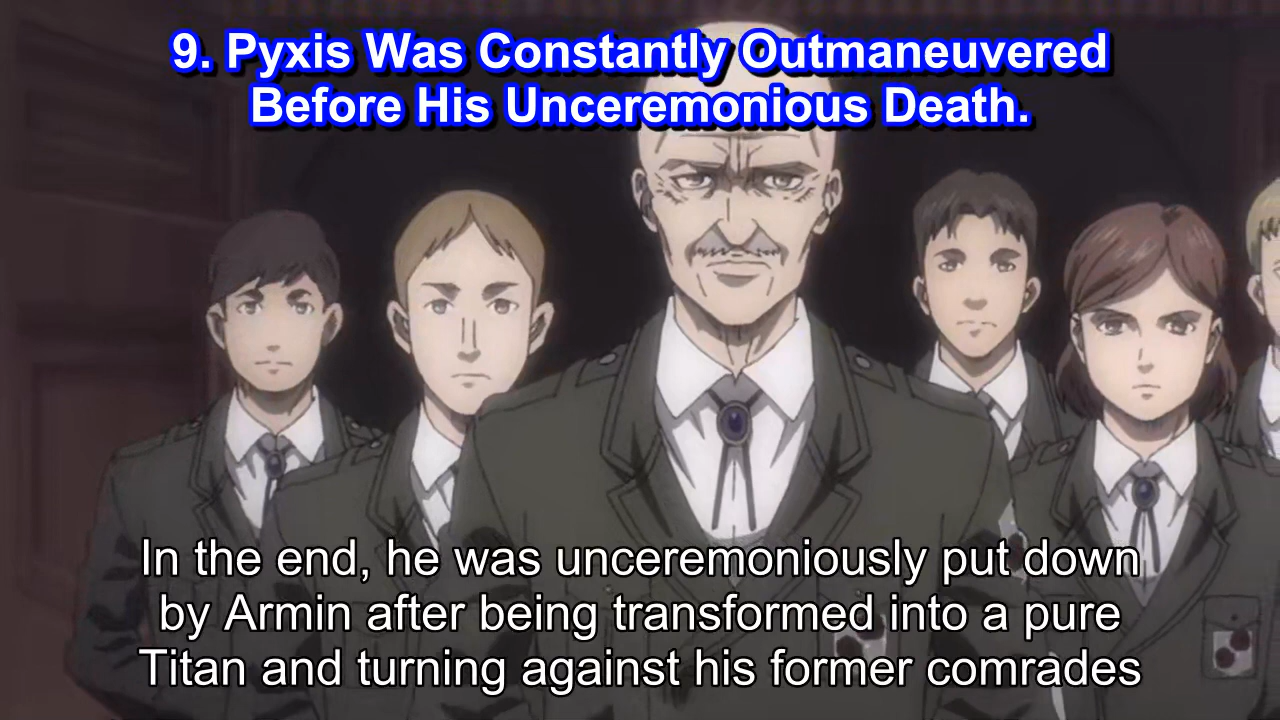 9. Pyxis Was Constantly Outmaneuvered
Before His Unceremonious Death.
In the end, he was unceremoniously put down
by Armin after being transformed into a pure
Titan and turning against his former comrades